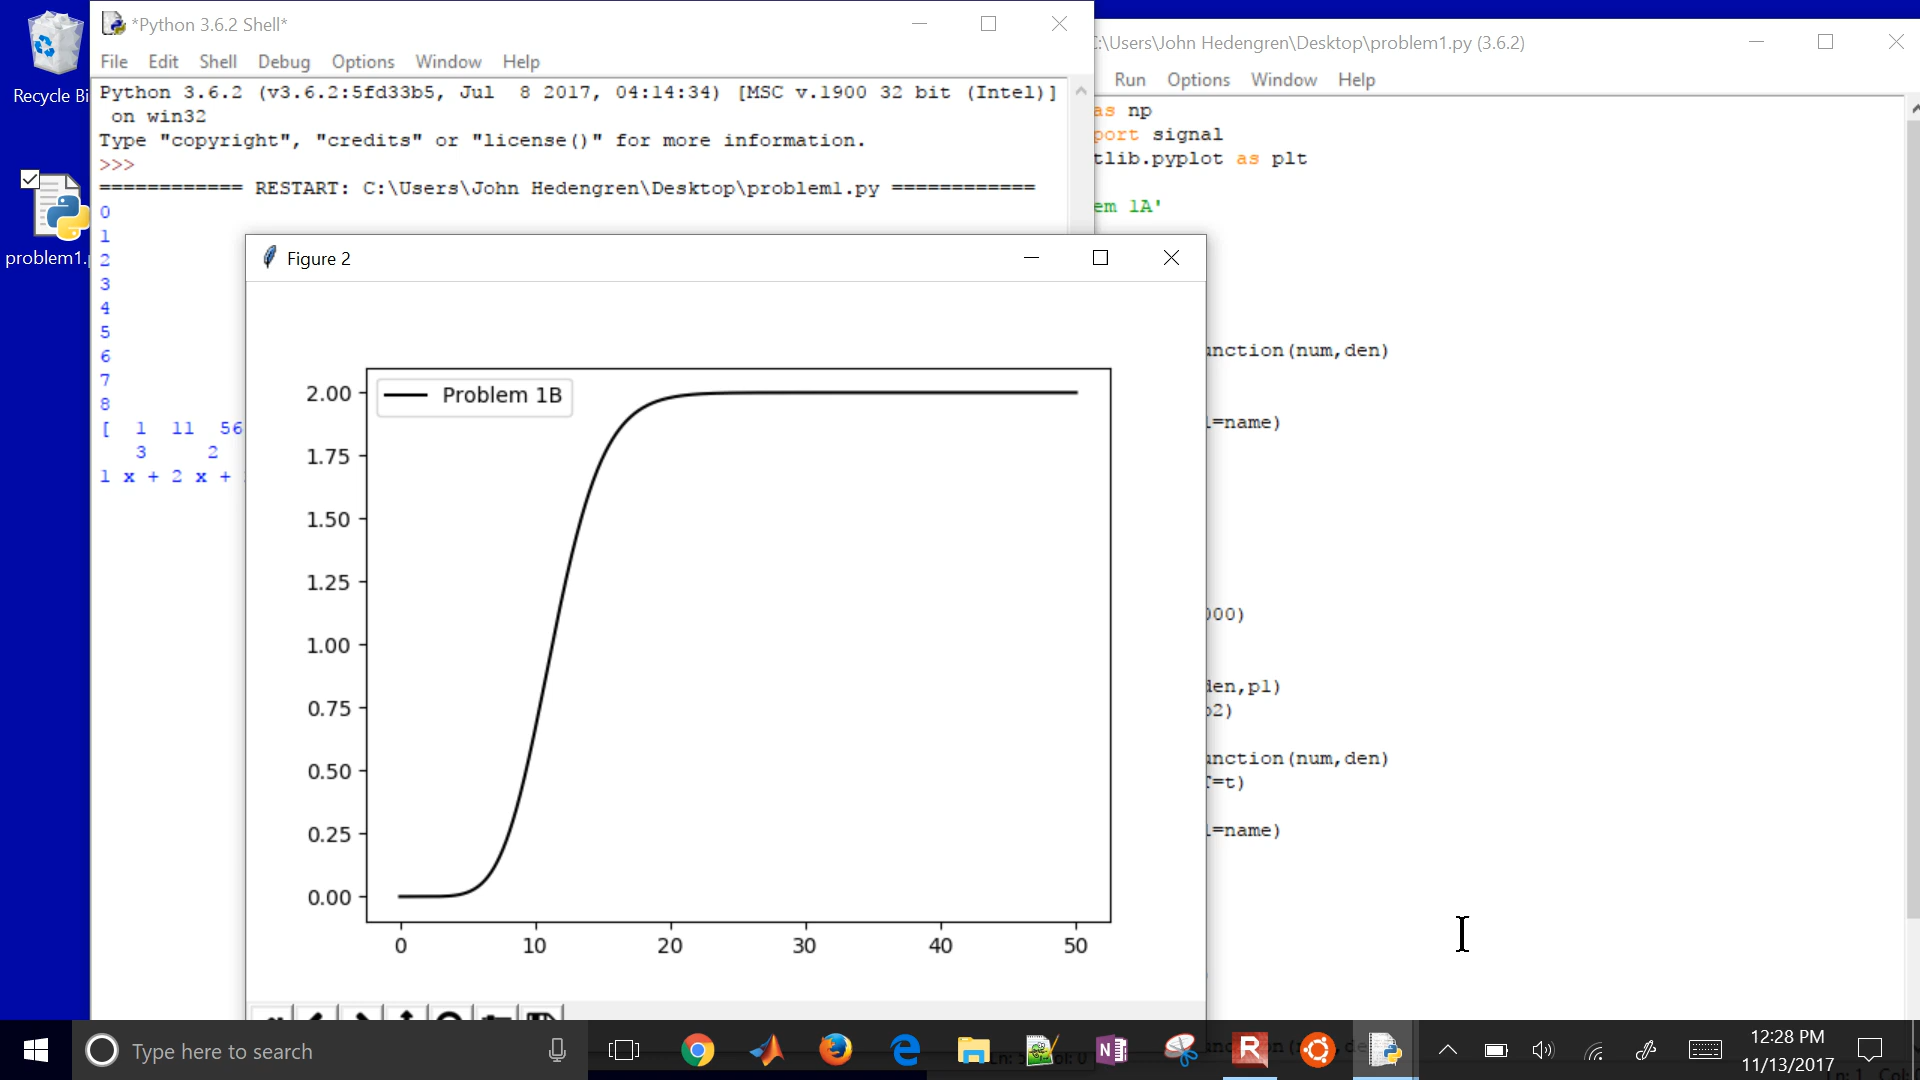 Recycle Bi
problem1.
*Python 3.6.2 Shell*
File Edit Shell Debug Options Window Help
Python 3.6.2 (v3.6.2:5fd33b5, Jul 8 2017, 04:14:34) [MSC v.1900 32 bit (Intel)]
on win32
Type "copyright", "credits" or "license()" for more information.
>>>
============ RESTART: C:\Users\John Hedengren\Desktop\problem1.py ============
0
1
2
3
4
5
6
7
8
[ 1 11 56
3 2
1 x + 2 x +
C:\Users\John Hedengren\Desktop\problem1.py (3.6.2)
Run Options Window Help
as np
port signal
tlib.pyplot as plt
em 1A'
unction(num,den)
l=name)
000)
den,p1)
p2)
unction(num,den)
T=t)
l=name)
Figure 2
Problem 1B
2.00
1.75
1.50
1.25
1.00
0.75
0.50
0.25
0.00
0 10 20 30 40 50
Type here to search
12:28 PM
11/13/2017